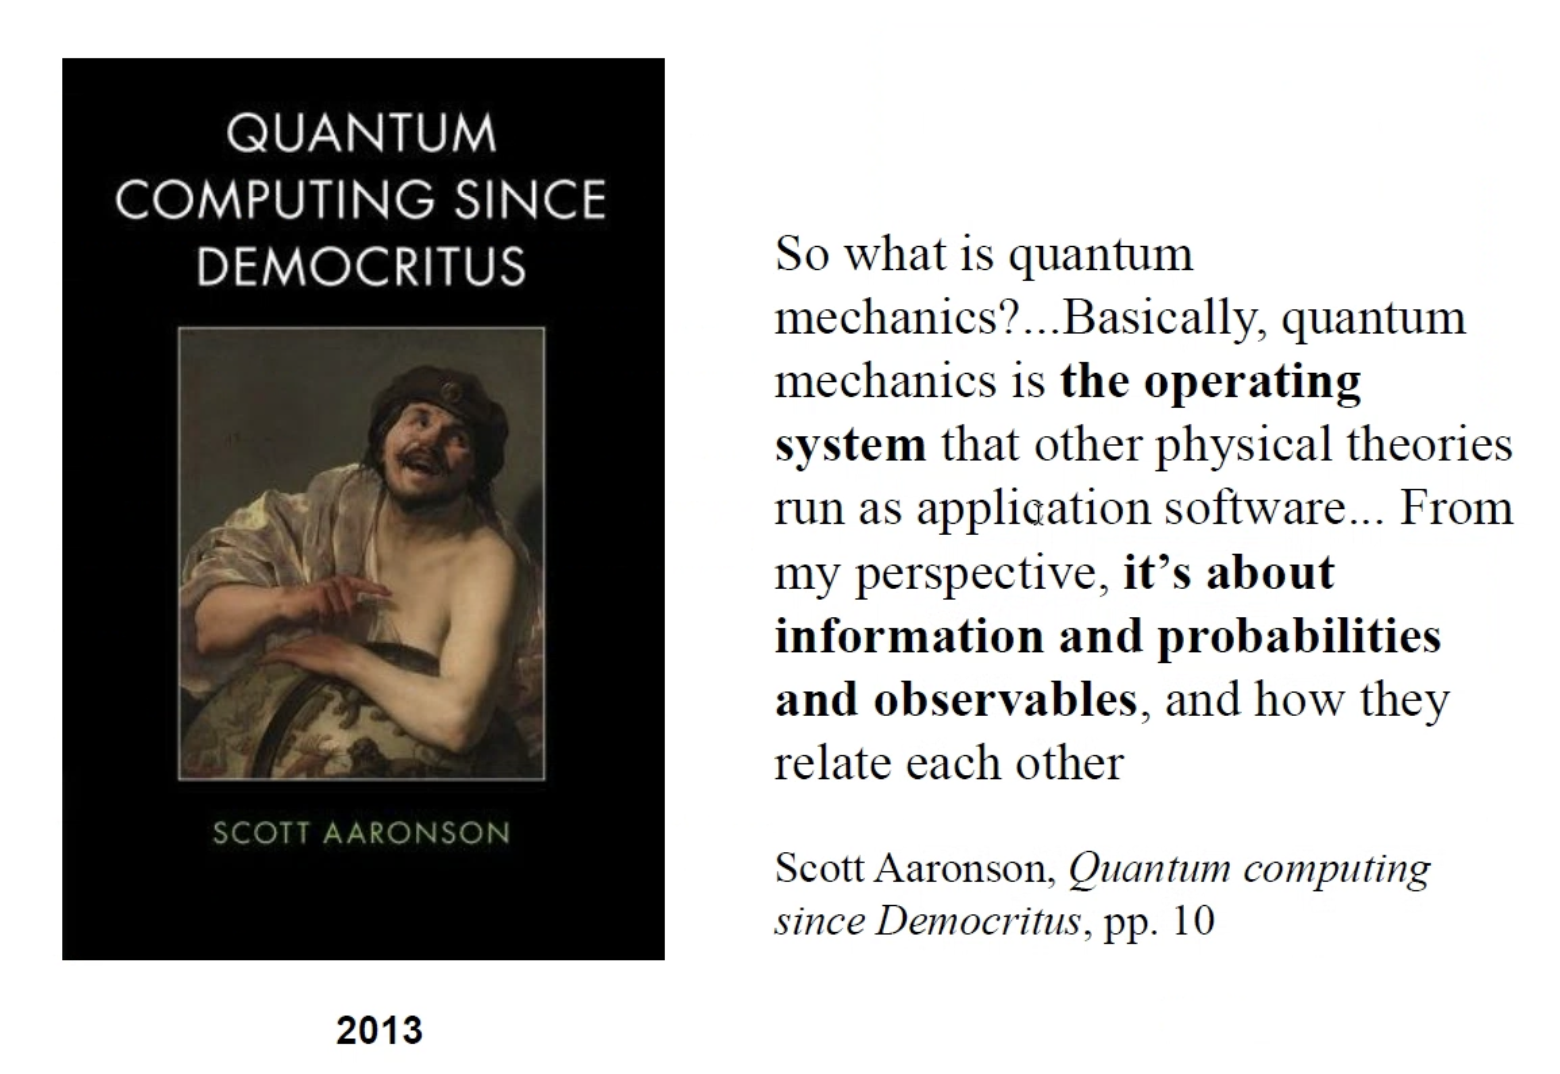 QUANTUM
COMPUTING SINCE
DEMOCRITUS
SCOTT AARONSON
2013
So what is quantum
mechanics?...Basically, quantum
mechanics is the operating
system that other physical theories
run as application software... From
my perspective, it’s about
information and probabilities
and observables, and how they
relate each other
Scott Aaronson, Quantum computing
since Democritus, pp. 10